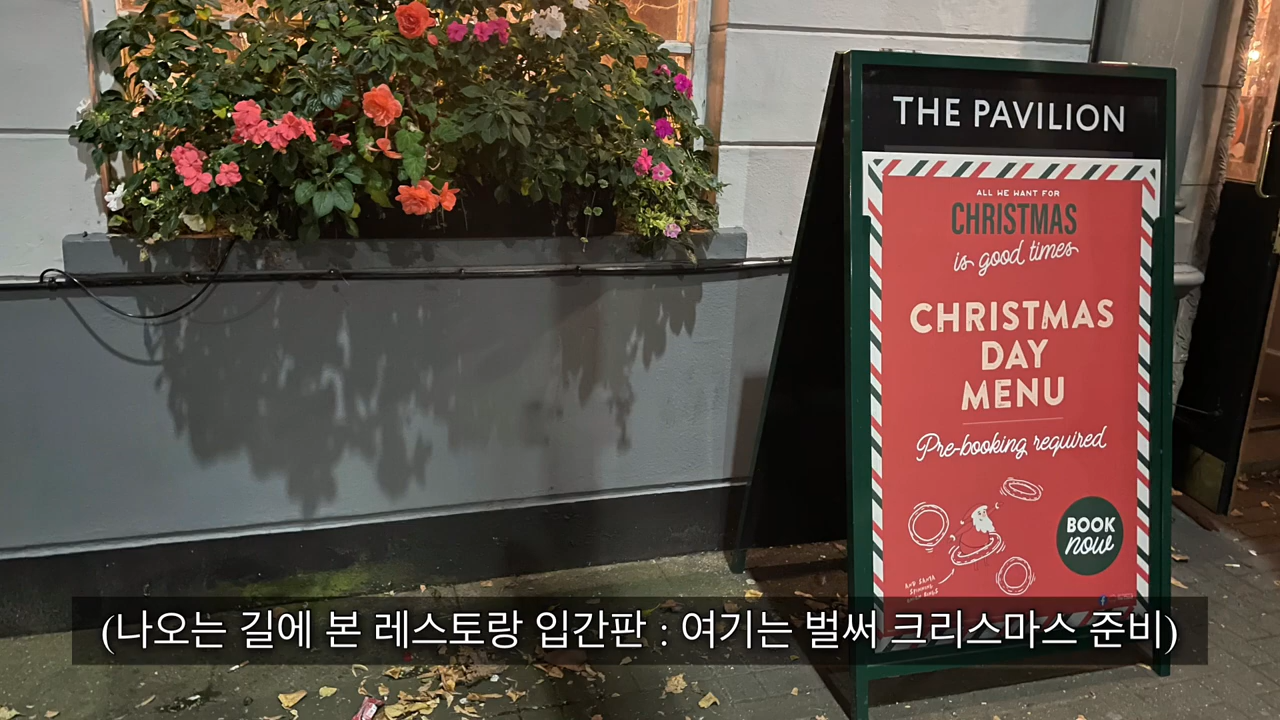 THE PAVILION
ALL WE WANT FOR
CHRISTMAS
is good times
CHRISTMAS
DAY
MENU
Pre-booking required
BOOK
now
(나오는 길에 본 레스토랑 입간판 : 여기는 벌써 크리스마스 준비)